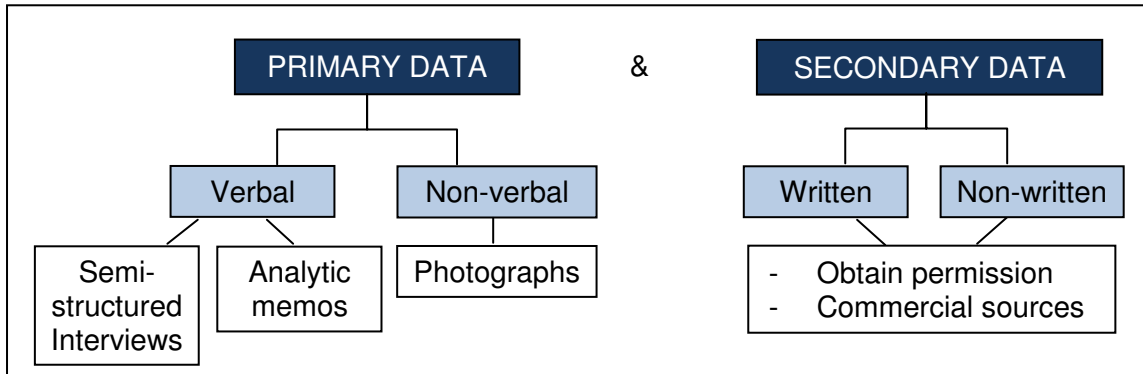 PRIMARY DATA & SECONDARY DATA
Verbal Non-verbal Written Non-written
Semi-
structured
Interviews
Analytic
memos
Photographs
- Obtain permission
- Commercial sources